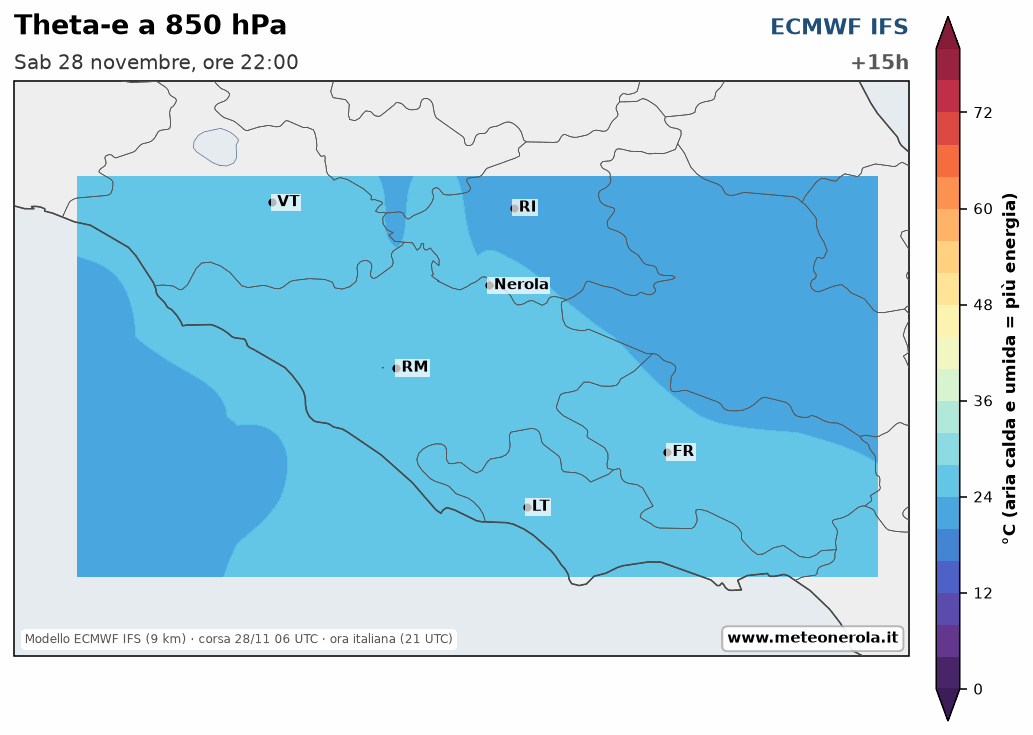 Theta-e a 850 hPa
ECMWF IFS
Sab 28 novembre, ore 22:00
+15h
VT
RI
Nerola
RM
FR
LT
72
60
48
36
24
12
0
°C (aria calda e umida = più energia)
Modello ECMWF IFS (9 km) · corsa 28/11 06 UTC · ora italiana (21 UTC)
www.meteonerola.it